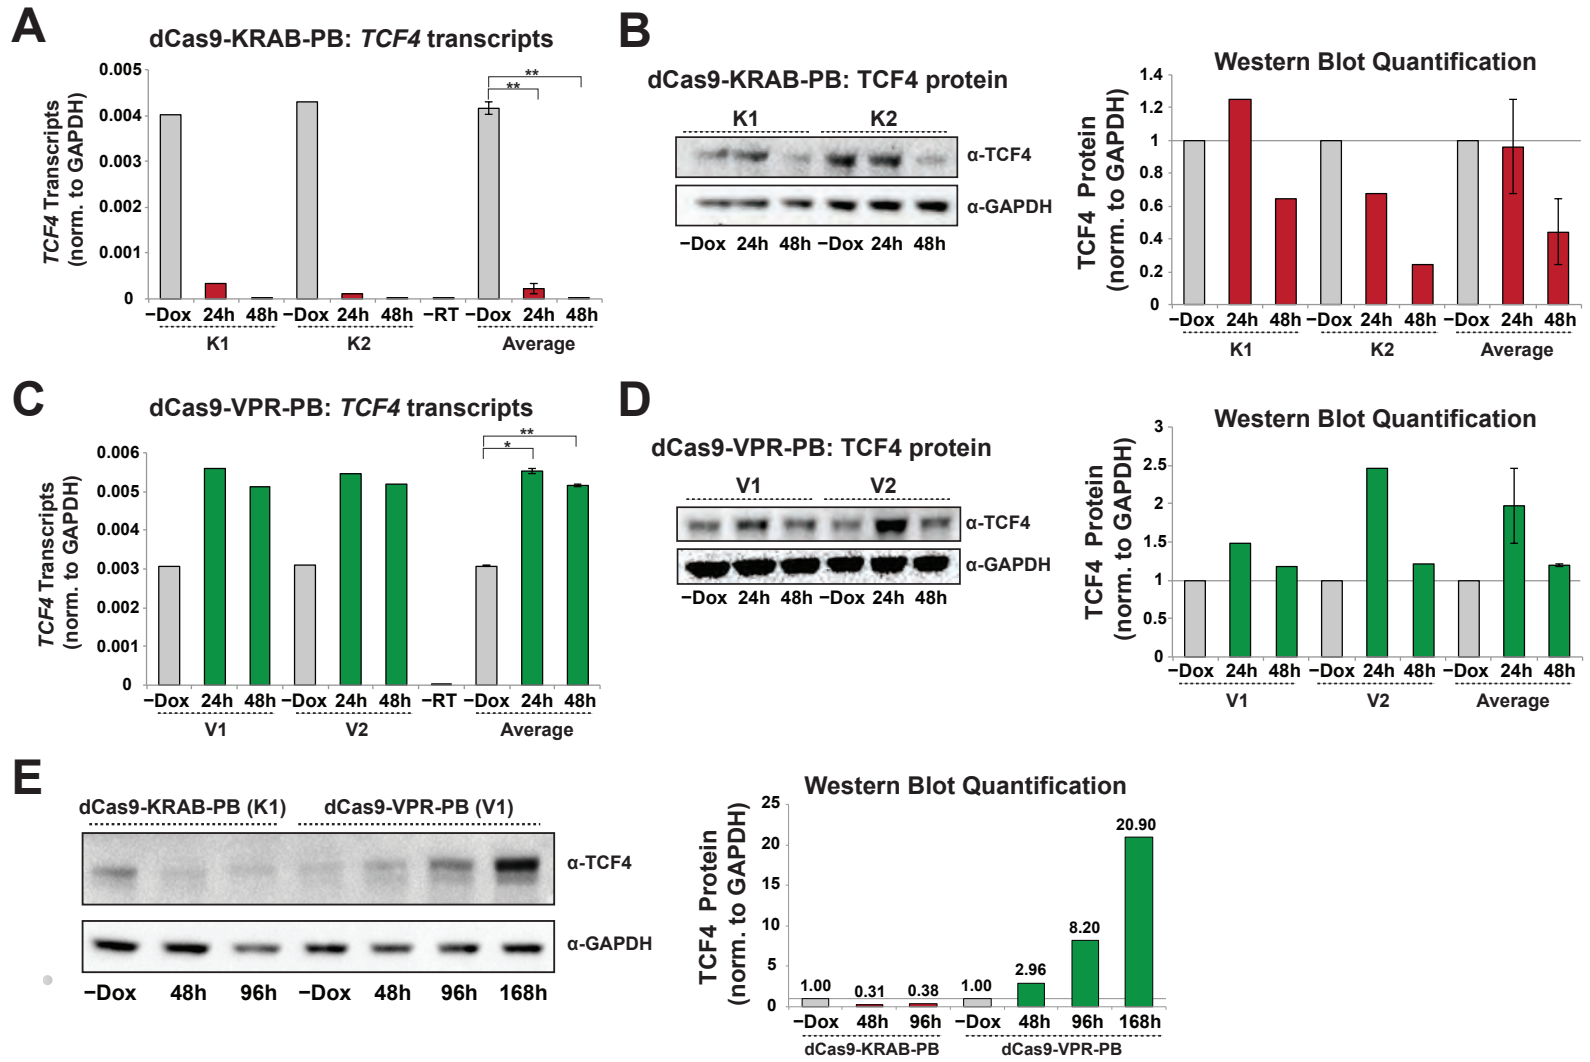 A
dCas9-KRAB-PB: TCF4 transcripts
TCF4 Transcripts
(norm. to GAPDH)
0.005
0.004
0.003
0.002
0.001
0
**
**
−Dox 24h 48h −Dox 24h 48h −RT −Dox 24h 48h
K1 K2 Average
B
dCas9-KRAB-PB: TCF4 protein
K1 K2
α-TCF4
α-GAPDH
−Dox 24h 48h −Dox 24h 48h
Western Blot Quantification
TCF4 Protein
(norm. to GAPDH)
1.4
1.2
1
0.8
0.6
0.4
0.2
0
−Dox 24h 48h −Dox 24h 48h −Dox 24h 48h
K1 K2 Average
C
dCas9-VPR-PB: TCF4 transcripts
TCF4 Transcripts
(norm. to GAPDH)
0.006
0.005
0.004
0.003
0.002
0.001
0
**
*
−Dox 24h 48h −Dox 24h 48h −RT −Dox 24h 48h
V1 V2 Average
D
dCas9-VPR-PB: TCF4 protein
V1 V2
α-TCF4
α-GAPDH
−Dox 24h 48h −Dox 24h 48h
Western Blot Quantification
TCF4 Protein
(norm. to GAPDH)
3
2.5
2
1.5
1
0.5
0
−Dox 24h 48h −Dox 24h 48h −Dox 24h 48h
V1 V2 Average
E
dCas9-KRAB-PB (K1) dCas9-VPR-PB (V1)
α-TCF4
α-GAPDH
−Dox 48h 96h −Dox 48h 96h 168h
Western Blot Quantification
TCF4 Protein
(norm. to GAPDH)
25
20
15
10
5
0
1.00 0.31 0.38 1.00 2.96 8.20 20.90
−Dox 48h 96h −Dox 48h 96h 168h
dCas9-KRAB-PB dCas9-VPR-PB